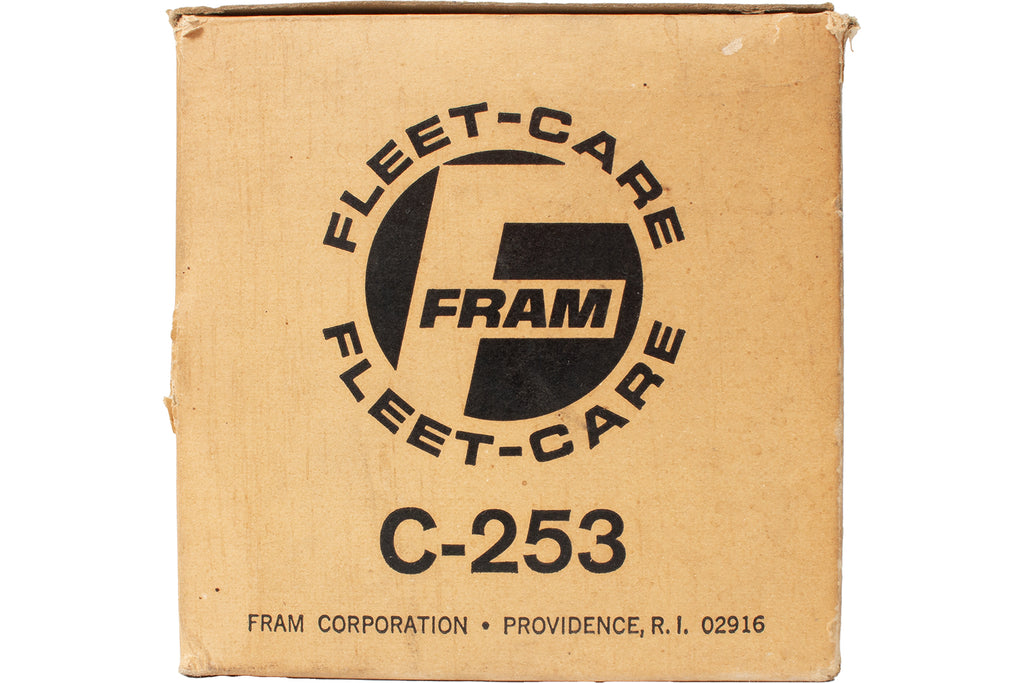 FLEET-CARE
FRAM
FLEET-CARE
C-253
FRAM CORPORATION • PROVIDENCE, R. I. 02916